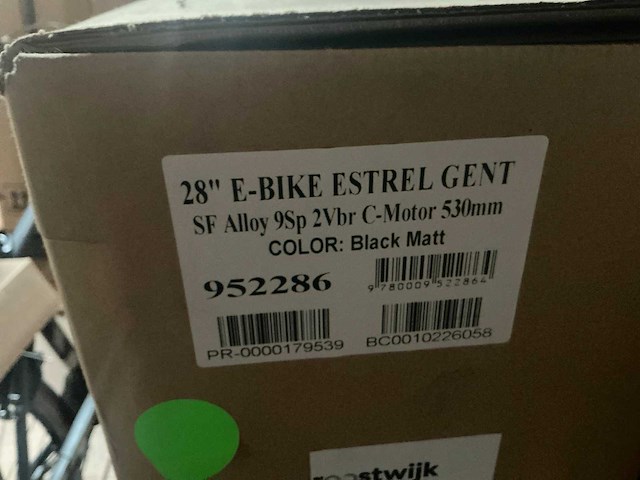 28" E-BIKE ESTREL GENT
SF Alloy 9Sp 2Vbr C-Motor 530mm
COLOR: Black Matt
952286
9 780009 522864
PR-0000179539
BC0010226058